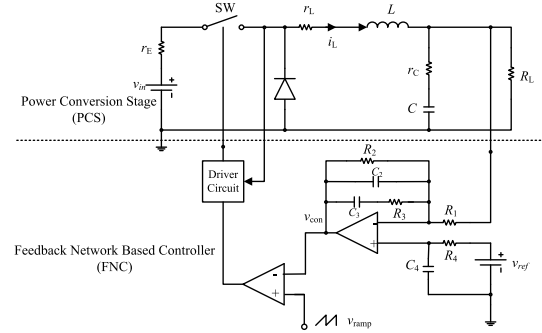 SW
r_L
L
i_L
r_E
v_in
+
-
r_C
C
R_L
Power Conversion Stage
(PCS)
R_2
C_2
C_3
R_3
R_1
Driver
Circuit
v_con
-
+
R_4
C_4
+
-
v_ref
Feedback Network Based Controller
(FNC)
-
+
v_ramp